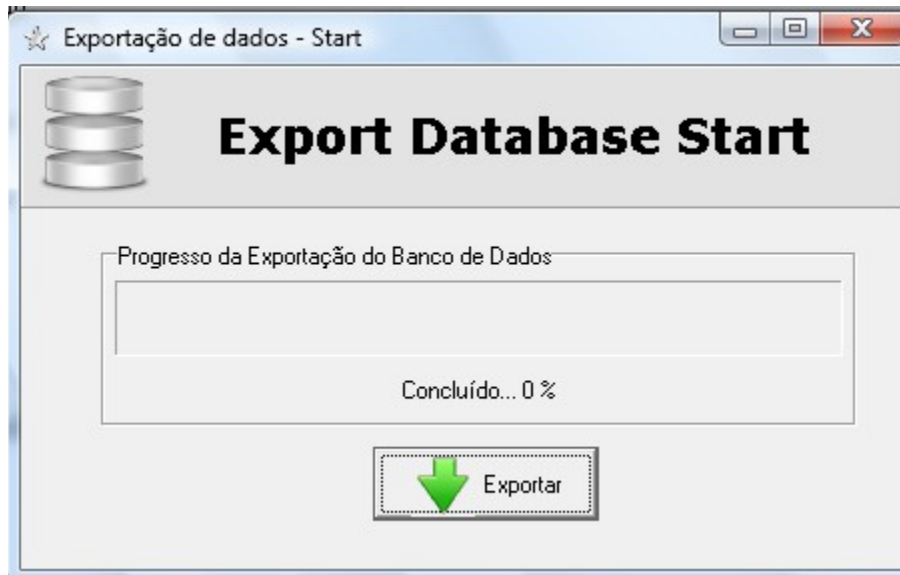 Exportação de dados - Start
Export Database Start
Progresso da Exportação do Banco de Dados
Concluído... 0 %
Exportar